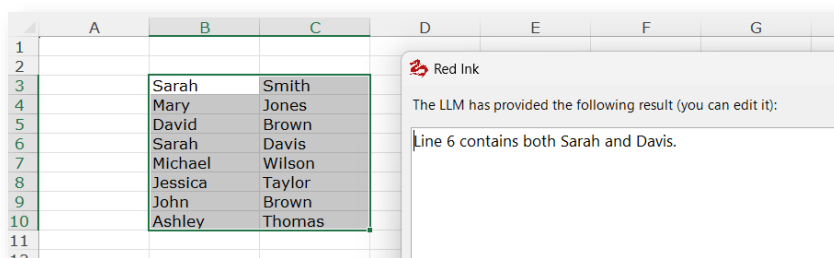 A B C D E F G
1
2
3 Sarah Smith
4 Mary Jones
5 David Brown
6 Sarah Davis
7 Michael Wilson
8 Jessica Taylor
9 John Brown
10 Ashley Thomas
11
Red Ink
The LLM has provided the following result (you can edit it):
Line 6 contains both Sarah and Davis.